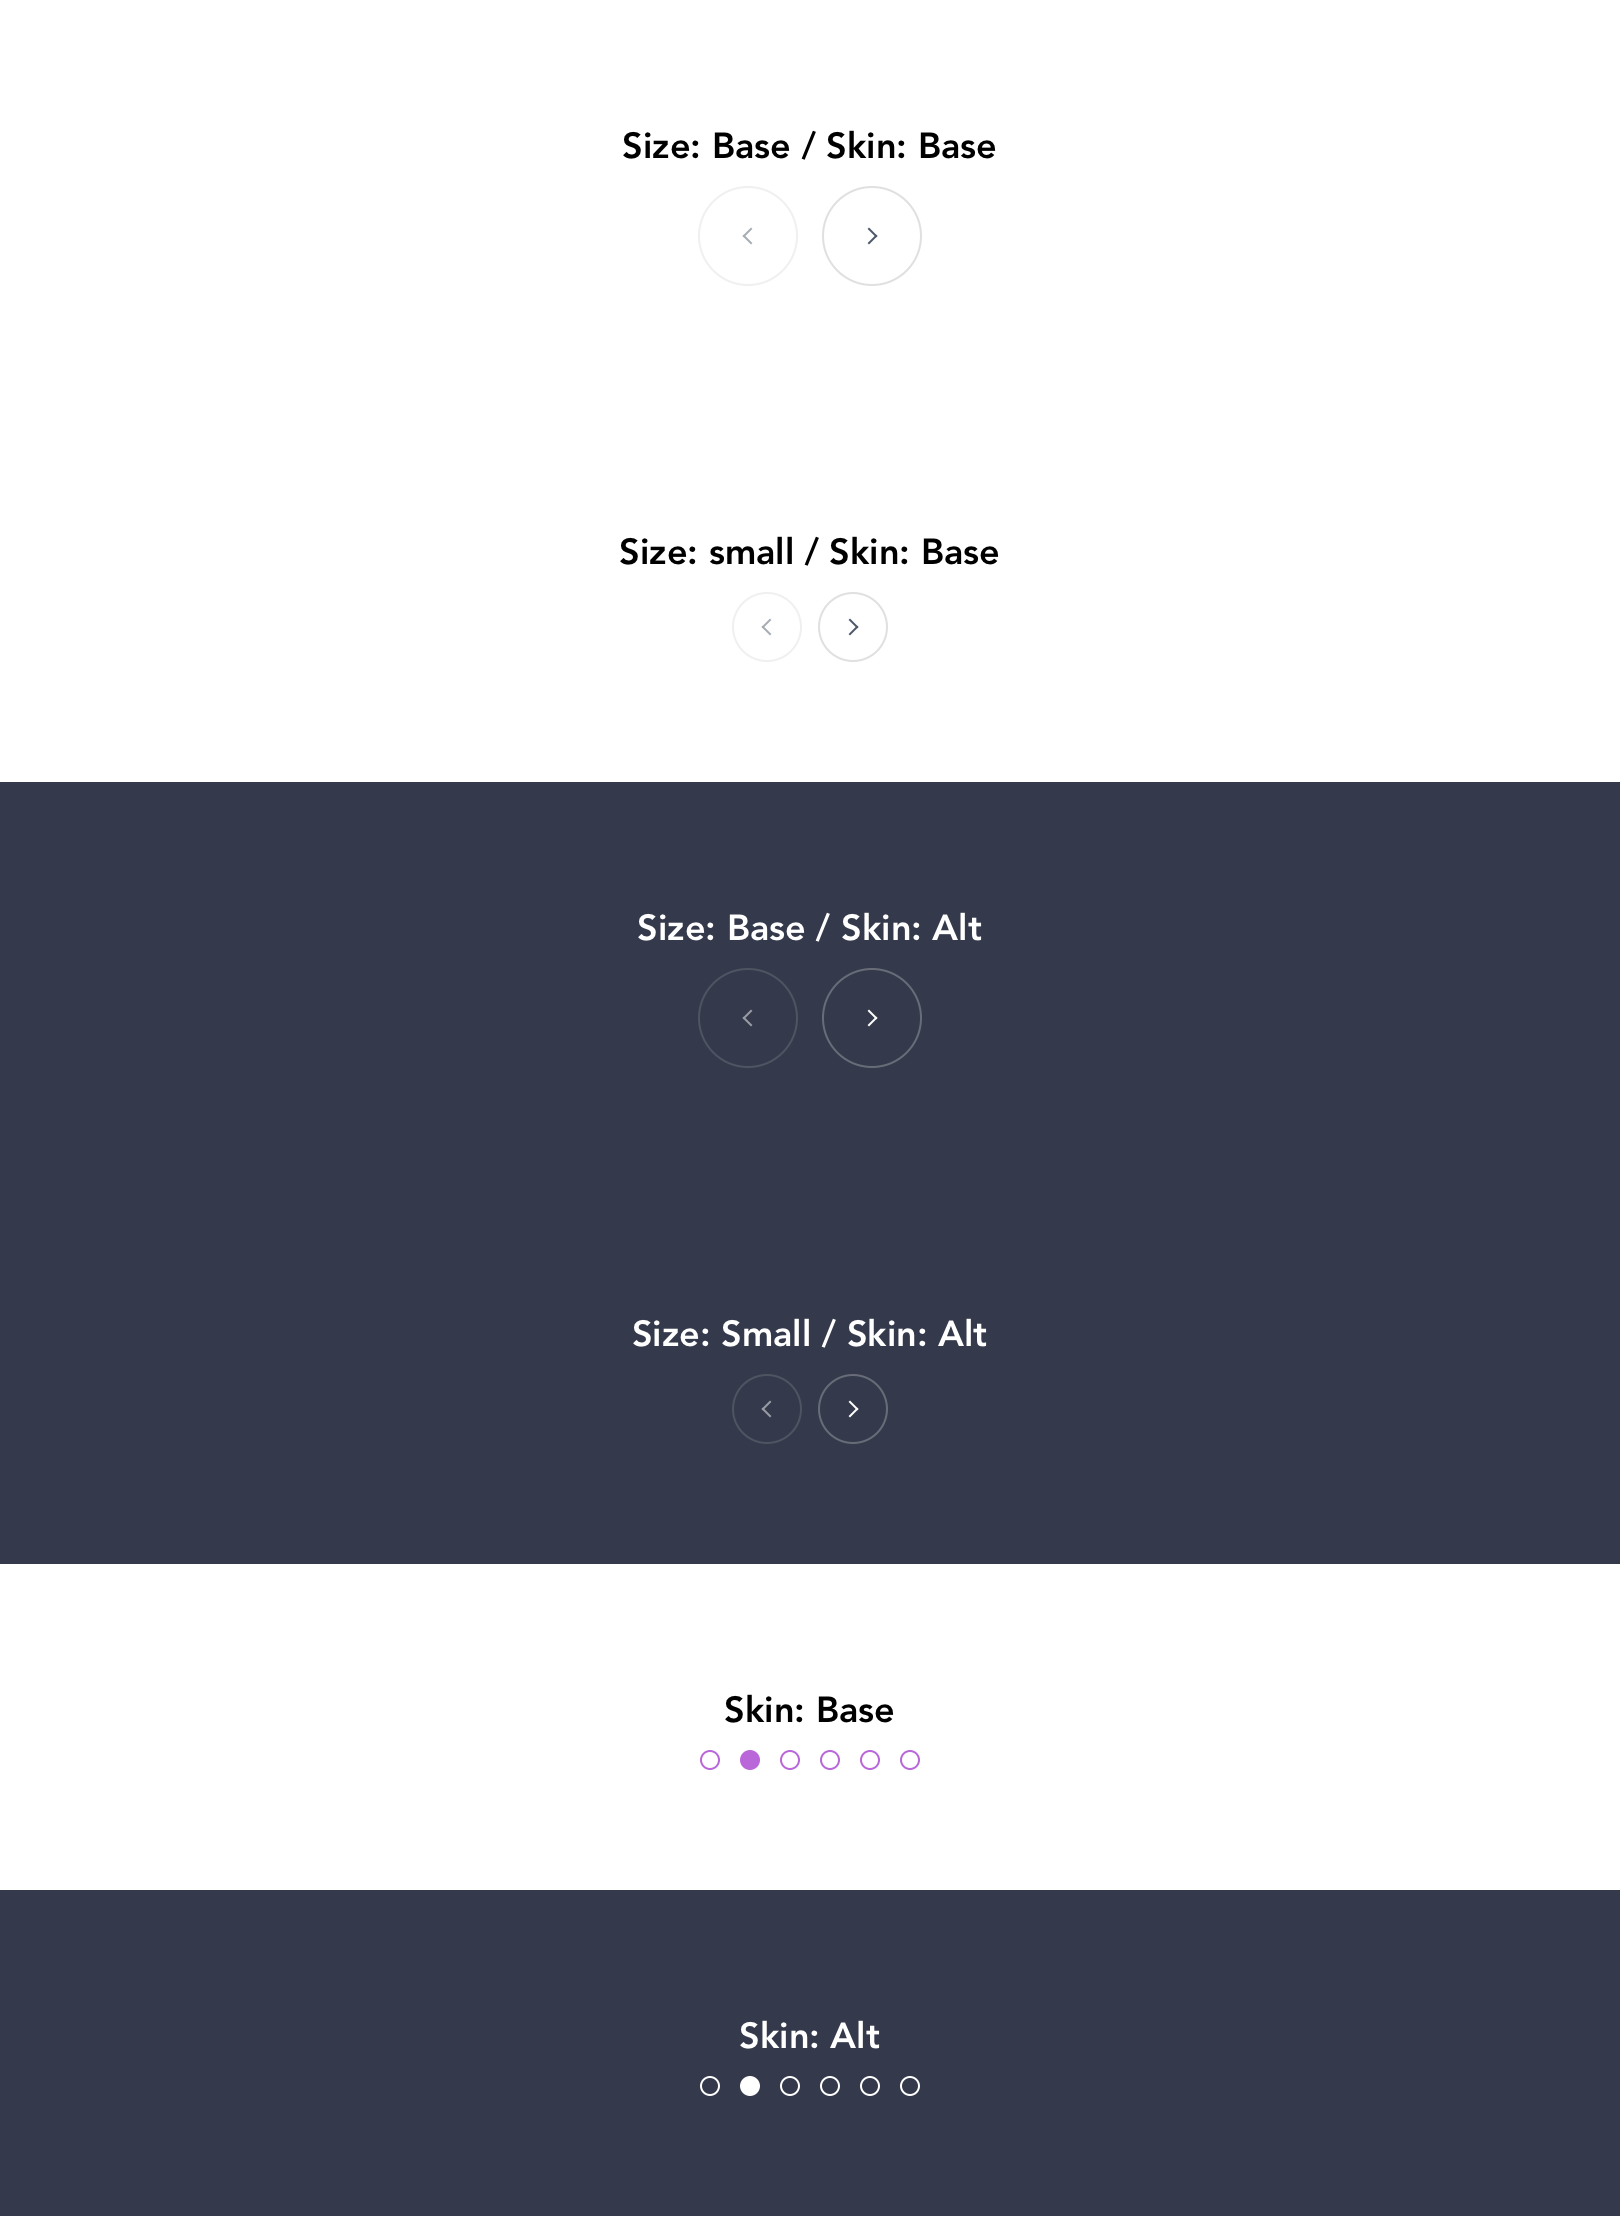 Size: Base / Skin: Base
Size: small / Skin: Base
Size: Base / Skin: Alt
Size: Small / Skin: Alt
Skin: Base
Skin: Alt